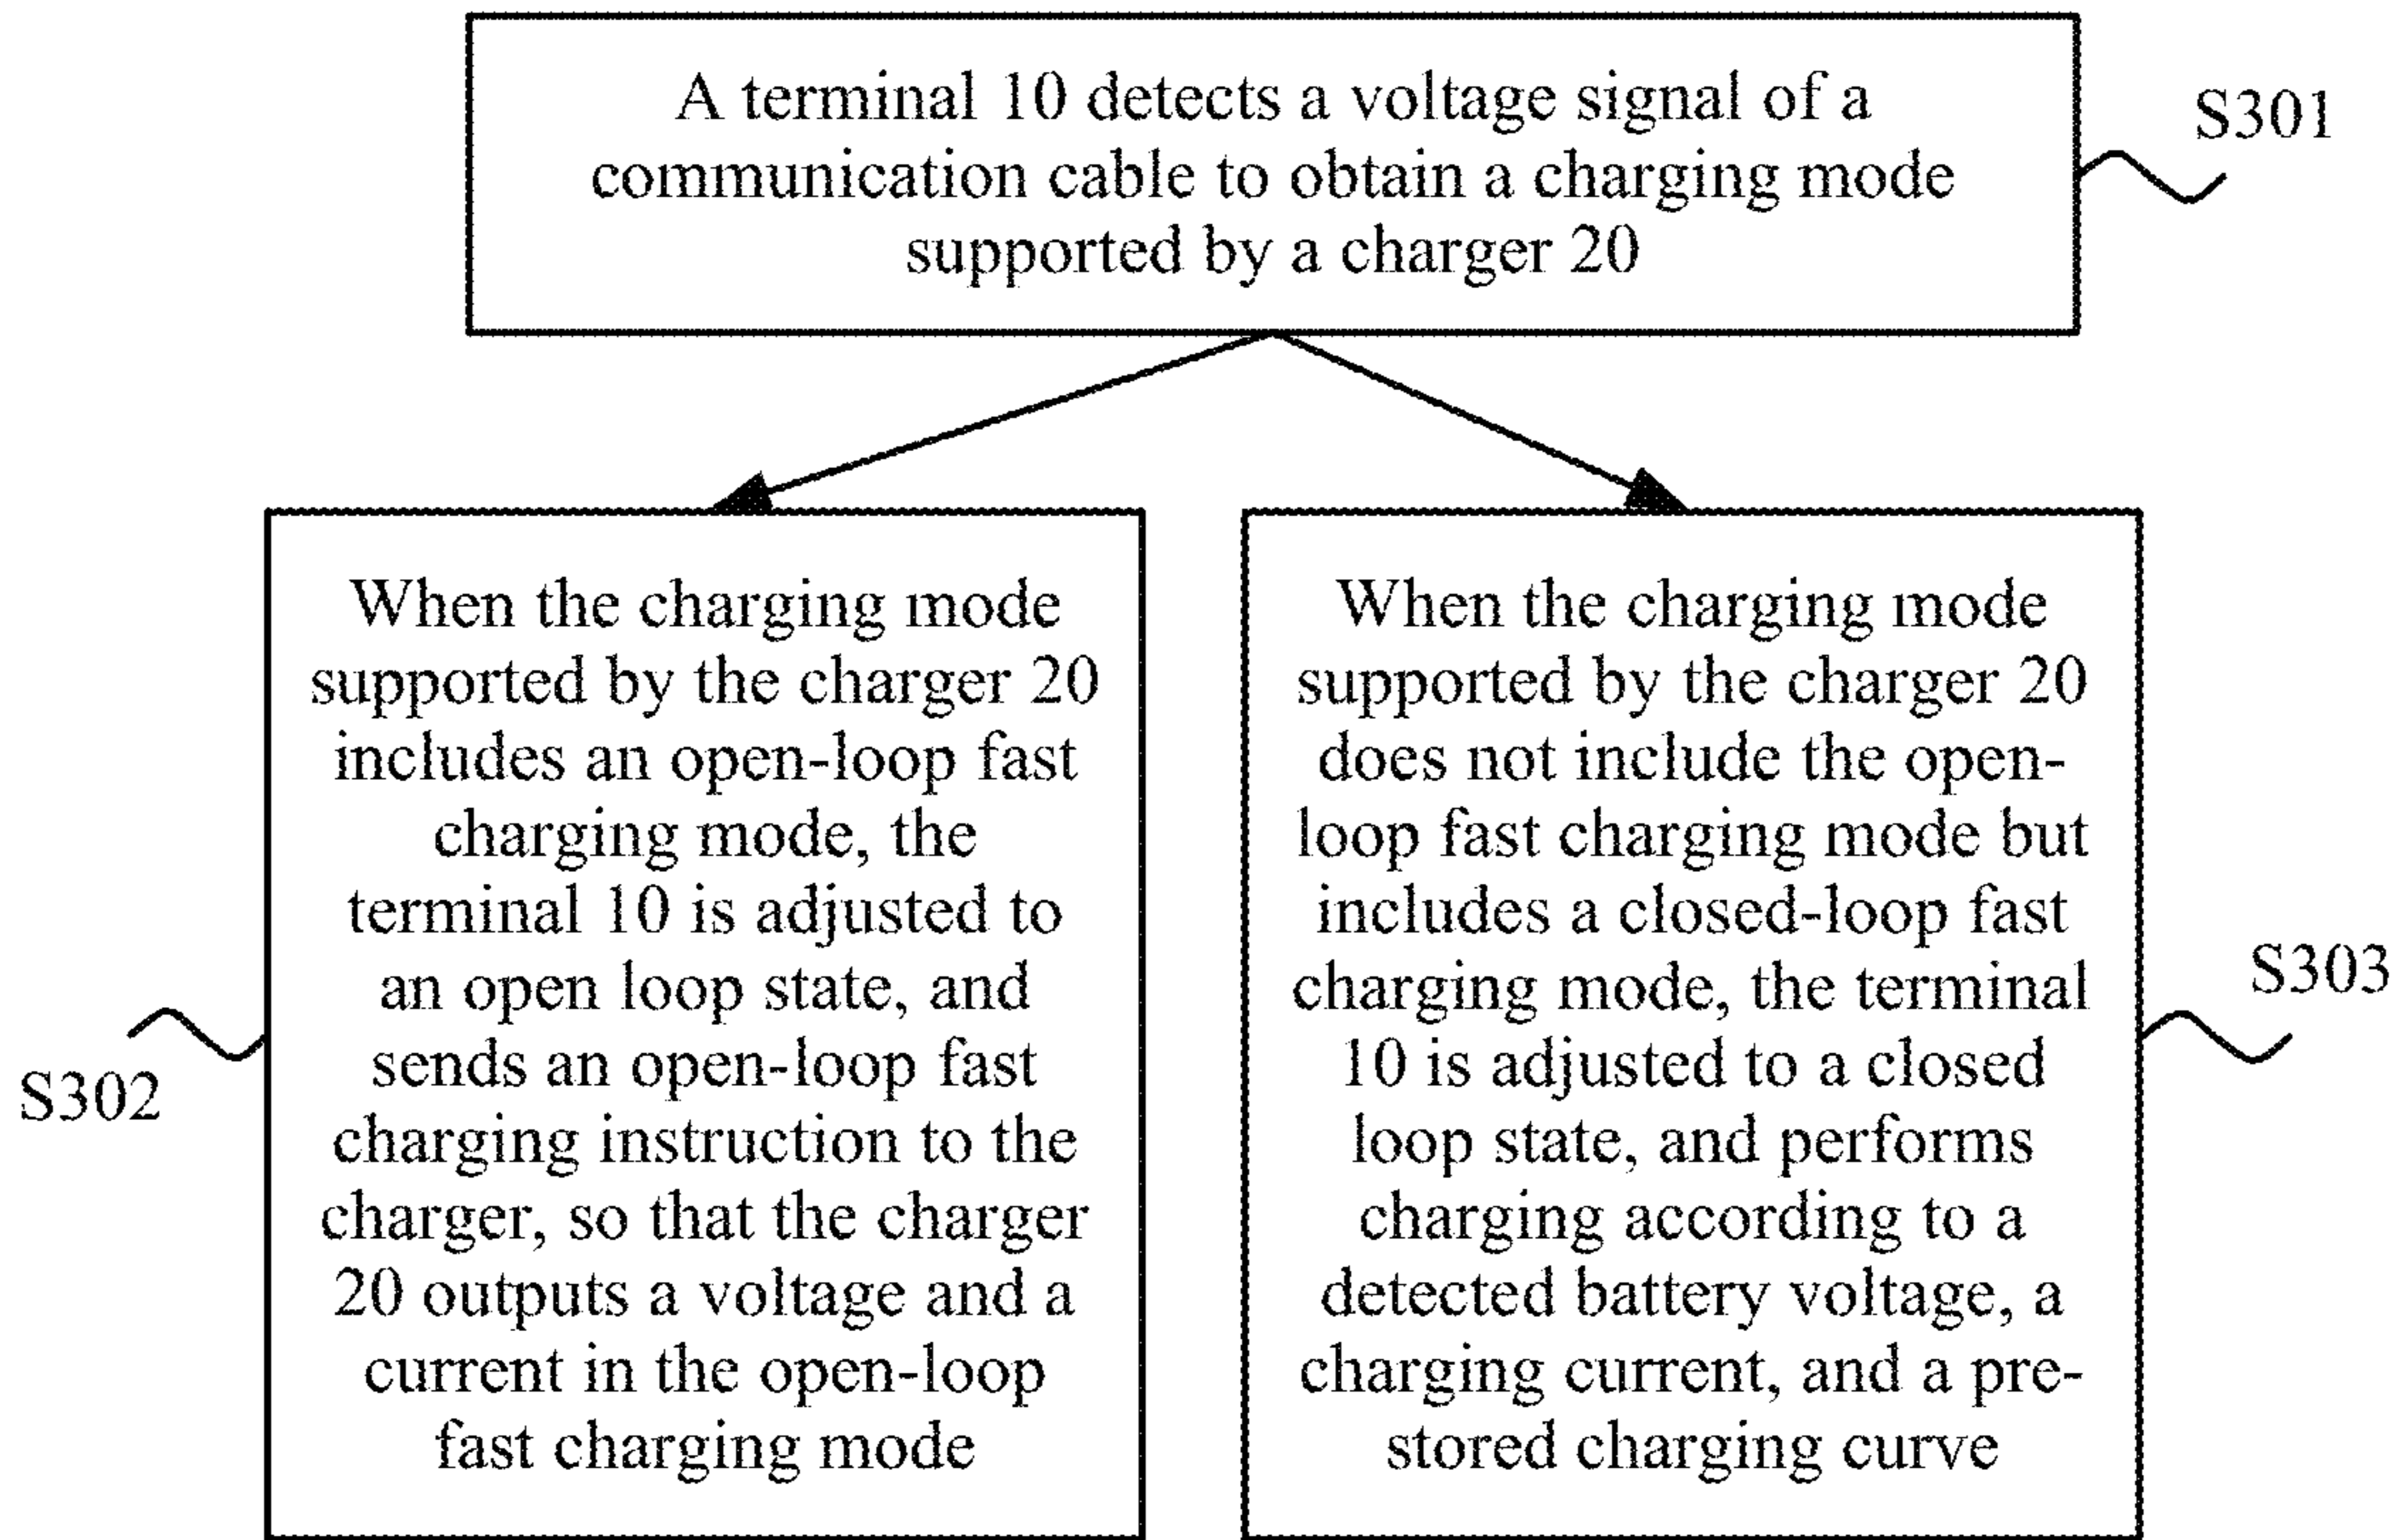 A terminal 10 detects a voltage signal of a
communication cable to obtain a charging mode
supported by a charger 20
S301
When the charging mode
supported by the charger 20
includes an open-loop fast
charging mode, the
terminal 10 is adjusted to
an open loop state, and
sends an open-loop fast
charging instruction to the
charger, so that the charger
20 outputs a voltage and a
current in the open-loop
fast charging mode
S302
When the charging mode
supported by the charger 20
does not include the open-
loop fast charging mode but
includes a closed-loop fast
charging mode, the terminal
10 is adjusted to a closed
loop state, and performs
charging according to a
detected battery voltage, a
charging current, and a pre-
stored charging curve
S303